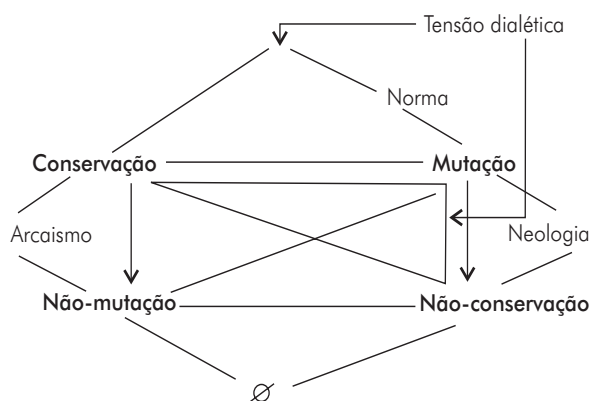 Tensão dialética
Norma
Conservação
Mutação
Arcaismo
Neologia
Não-mutação
Não-conservação
∅